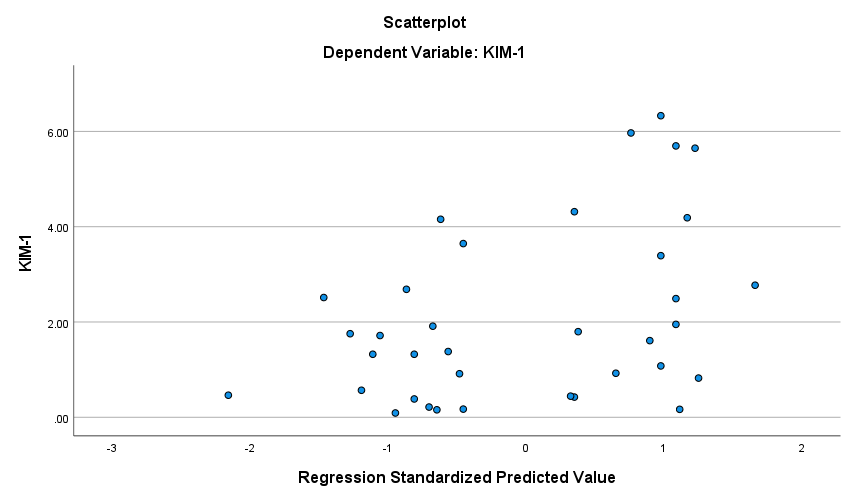 Scatterplot
Dependent Variable: KIM-1
6.00
4.00
2.00
.00
KIM-1
-3 -2 -1 0 1 2
Regression Standardized Predicted Value